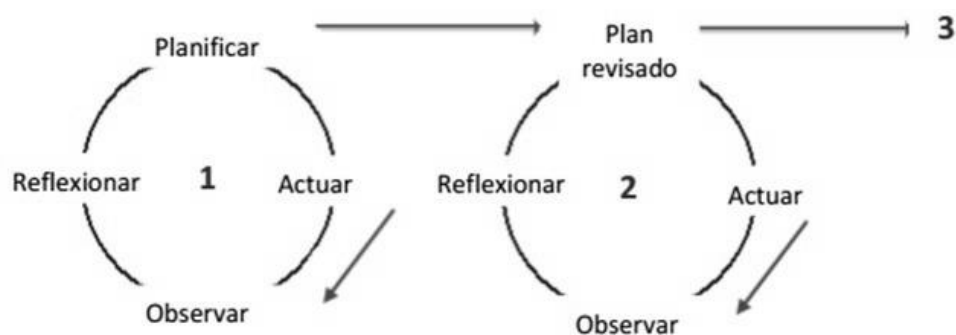 Planificar
Reflexionar
1
Actuar
Observar
Plan
revisado
Reflexionar
2
Actuar
Observar
3